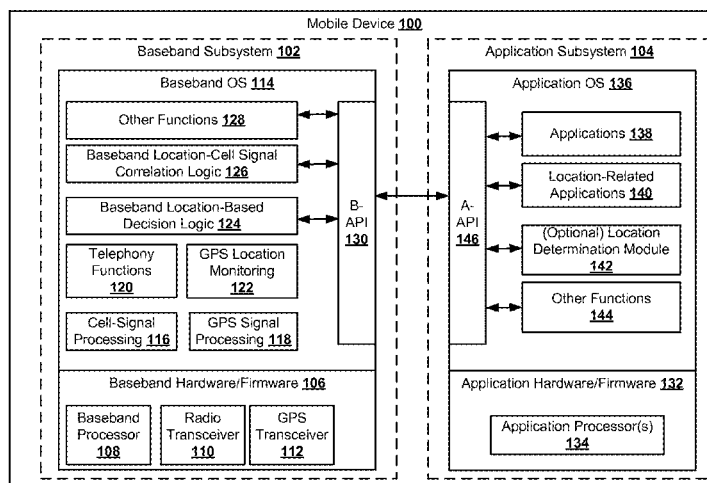 Mobile Device 100
Baseband Subsystem 102
Baseband OS 114
Other Functions 128
Baseband Location-Cell Signal
Correlation Logic 126
Baseband Location-Based
Decision Logic 124
Telephony
Functions
120
GPS Location
Monitoring
122
Cell-Signal
Processing 116
GPS Signal
Processing 118
B-
API
130
Baseband Hardware/Firmware 106
Baseband
Processor
108
Radio
Transceiver
110
GPS
Transceiver
112
Application Subsystem 104
Application OS 136
A-
API
146
Applications 138
Location-Related
Applications 140
(Optional) Location
Determination Module
142
Other Functions
144
Application Hardware/Firmware 132
Application Processor(s)
134